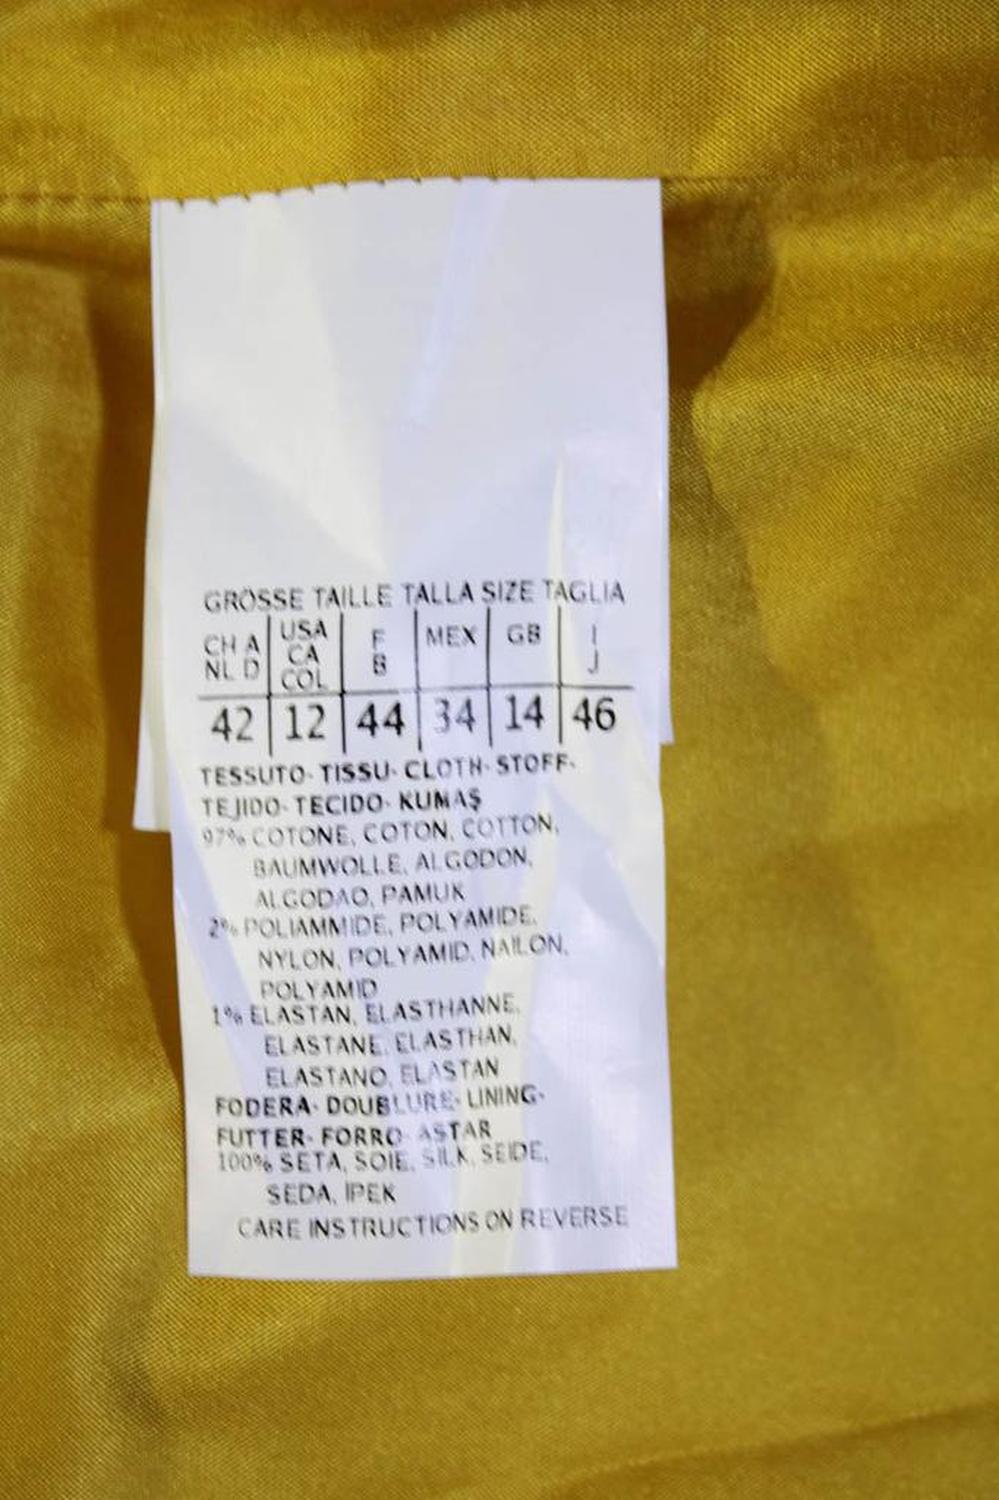 GRÖSSE TAILLE TALLA SIZE TAGLIA
CH A NL D | USA CA COL | F B | MEX | GB | I J
42 | 12 | 44 | 34 | 14 | 46
TESSUTO- TISSU- CLOTH- STOFF-
TEJIDO- TECIDO- KUMAŞ
97% COTONE, COTON, COTTON,
BAUMWOLLE, ALGODON,
ALGODAO, PAMUK
2% POLIAMMIDE, POLYAMIDE,
NYLON, POLYAMID, NAILON,
POLYAMID
1% ELASTAN, ELASTHANNE,
ELASTANE, ELASTHAN,
ELASTANO, ELASTAN
FODERA- DOUBLURE- LINING-
FUTTER- FORRO- ASTAR
100% SETA, SOIE, SILK, SEIDE,
SEDA, IPEK
CARE INSTRUCTIONS ON REVERSE